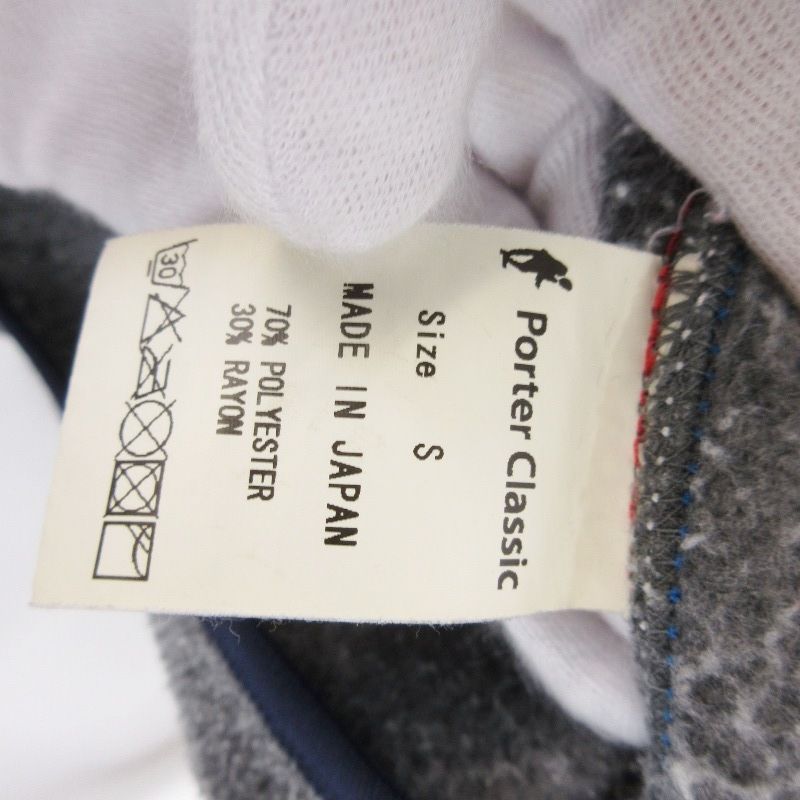 Porter Classic
Size S
MADE IN JAPAN
70% POLYESTER
30% RAYON
30